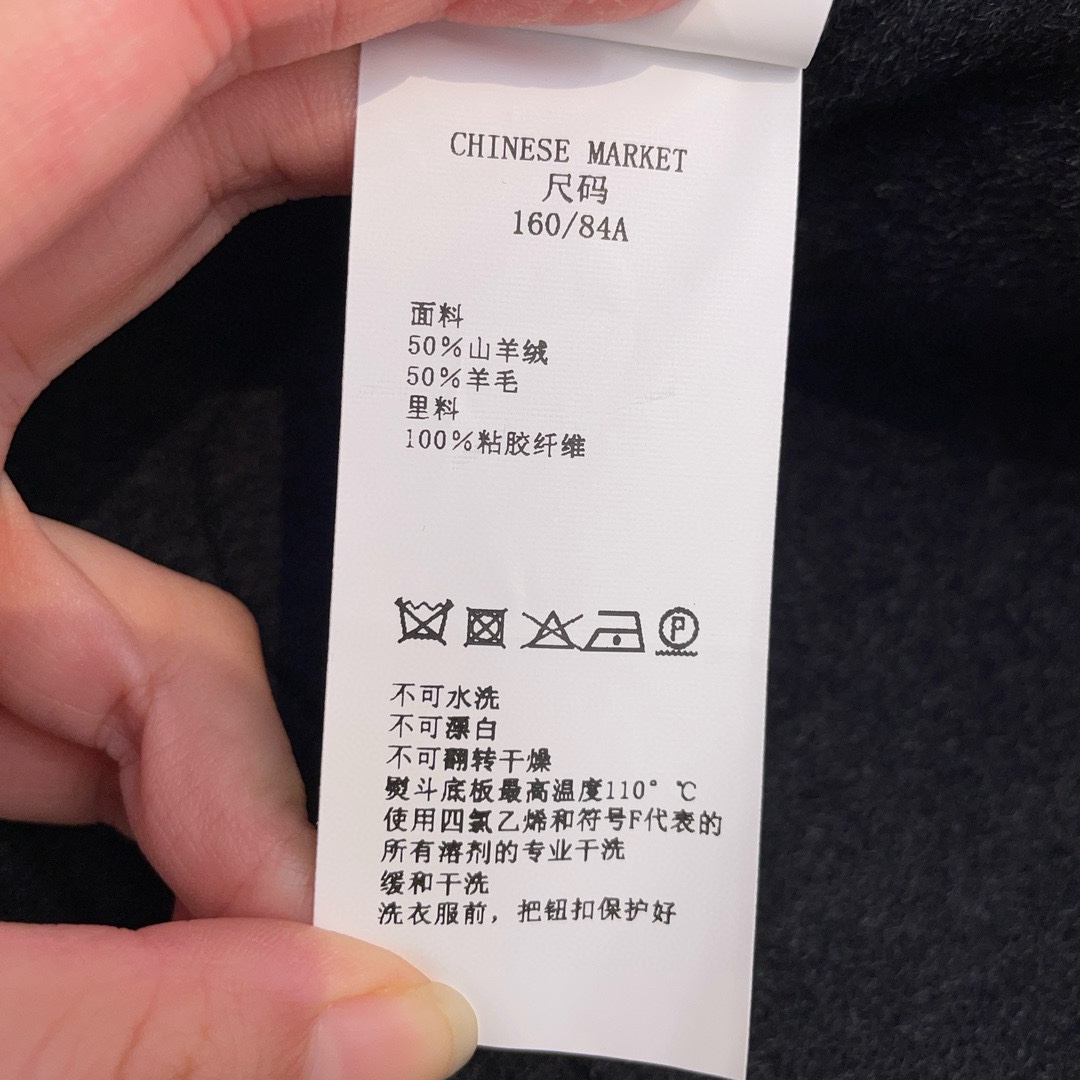 CHINESE MARKET
尺码
160/84A
面料
50%山羊绒
50%羊毛
里料
100%粘胶纤维
P
不可水洗
不可漂白
不可翻转干燥
熨斗底板最高温度110°℃
使用四氯乙烯和符号F代表的
所有溶剂的专业干洗
缓和干洗
洗衣服前，把钮扣保护好